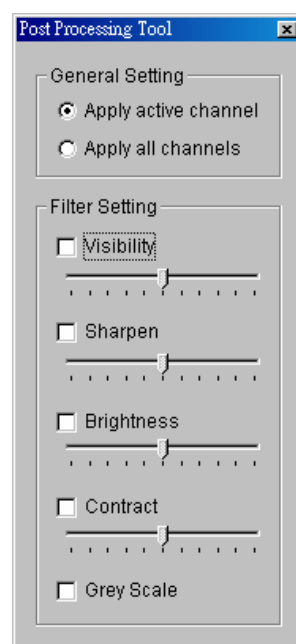 Post Processing Tool
General Setting
Apply active channel
Apply all channels
Filter Setting
Visibility
Sharpen
Brightness
Contract
Grey Scale